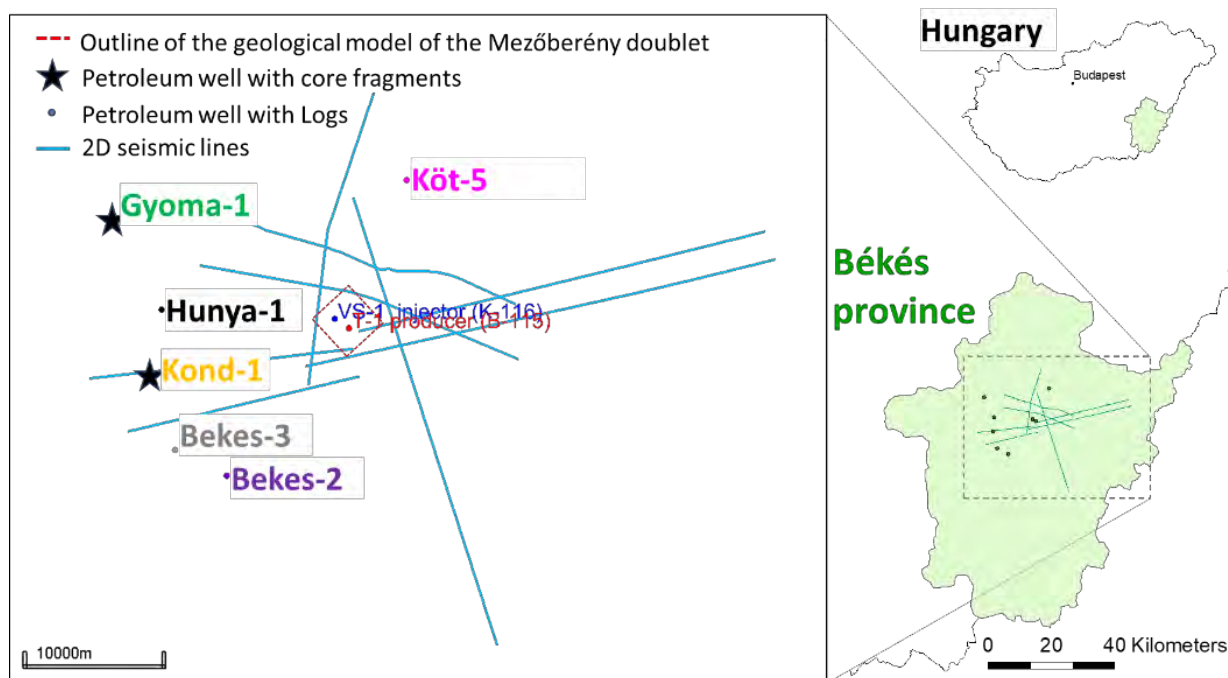 Outline of the geological model of the Mezőberény doublet
Petroleum well with core fragments
Petroleum well with Logs
2D seismic lines
Köt-5
Gyoma-1
Hunya-1
VS-1 injector (K-116)
T-1 producer (B-115)
Kond-1
Bekes-3
Bekes-2
10000m
Hungary
Budapest
Békés
province
0 20 40 Kilometers